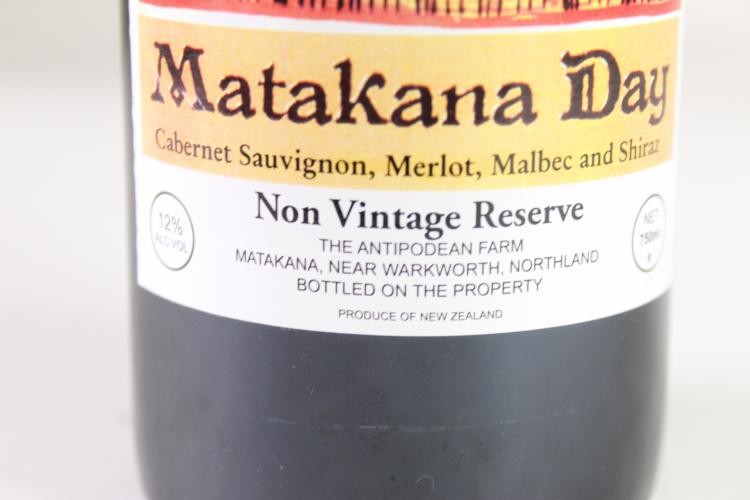 Matakana Day
Cabernet Sauvignon, Merlot, Malbec and Shiraz
Non Vintage Reserve
12%
ALC VOL
NET
750ml
e
THE ANTIPODEAN FARM
MATAKANA, NEAR WARKWORTH, NORTHLAND
BOTTLED ON THE PROPERTY
PRODUCE OF NEW ZEALAND